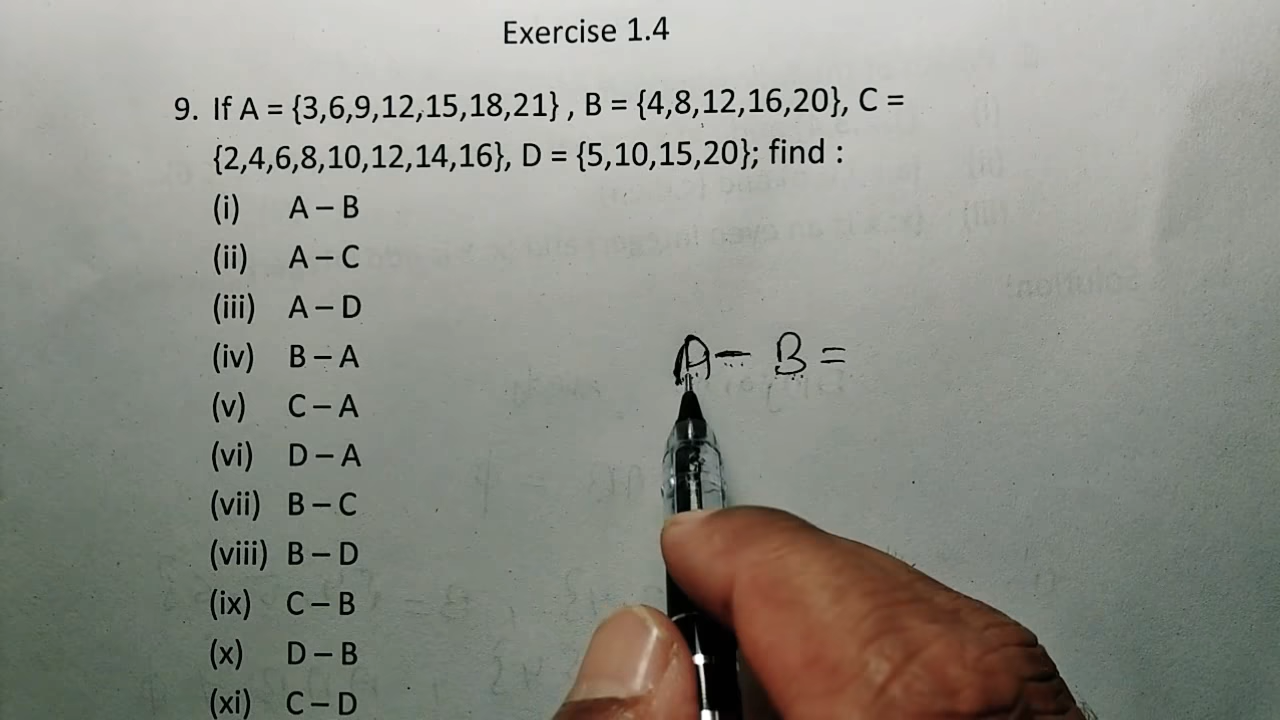 Exercise 1.4
9. If A = {3,6,9,12,15,18,21} , B = {4,8,12,16,20}, C =
{2,4,6,8,10,12,14,16}, D = {5,10,15,20}; find :
(i) A – B
(ii) A – C
(iii) A – D
(iv) B – A
A – B =
(v) C – A
(vi) D – A
(vii) B – C
(viii) B – D
(ix) C – B
(x) D – B
(xi) C – D